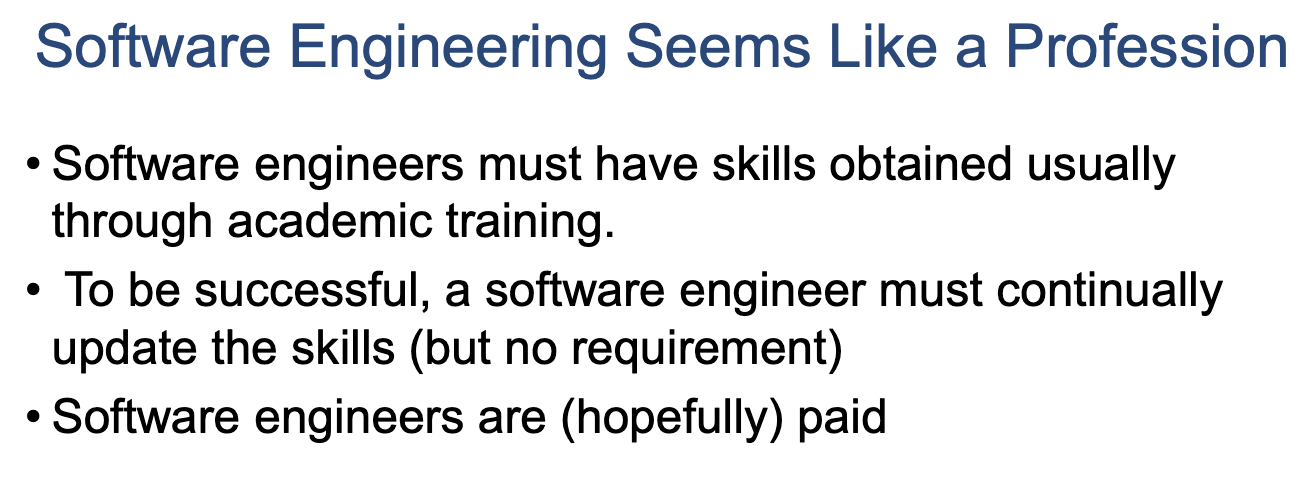 Software Engineering Seems Like a Profession
• Software engineers must have skills obtained usually
through academic training.
• To be successful, a software engineer must continually
update the skills (but no requirement)
• Software engineers are (hopefully) paid